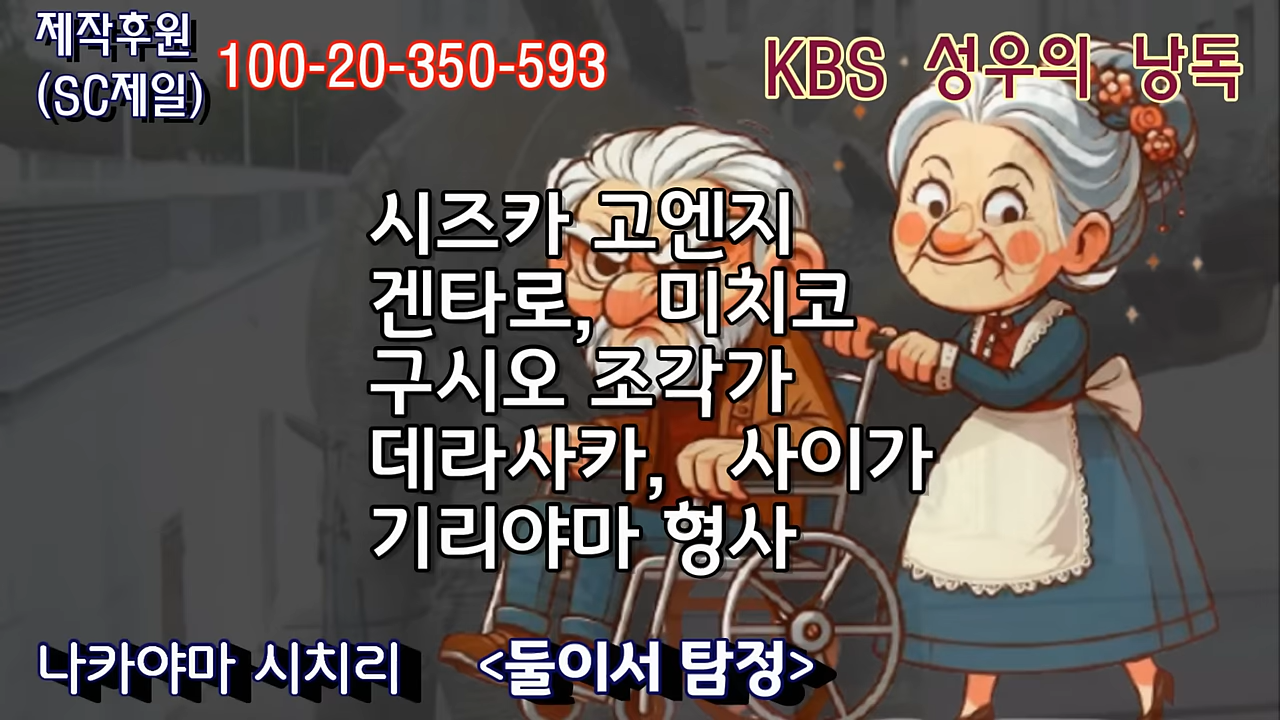 제작후원
(SC제일)
100-20-350-593
KBS 성우의 낭독
시즈카 고엔지
겐타로, 미치코
구시오 조각가
데라사카, 사이가
기리야마 형사
나카야마 시치리 <둘이서 탐정>